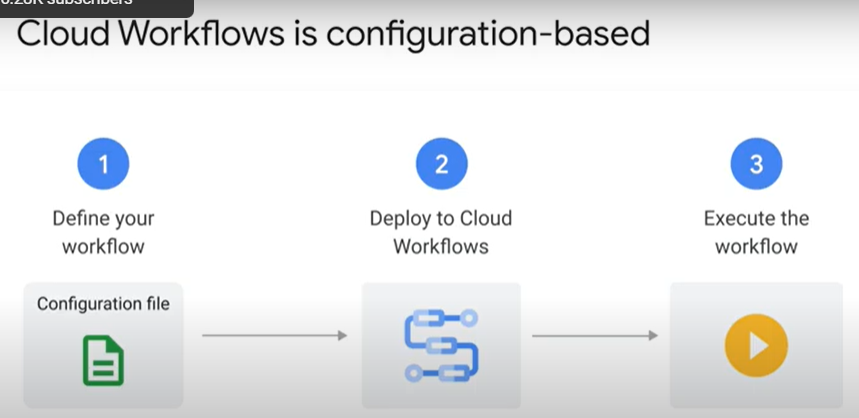 Cloud Workflows is configuration-based
1
2
3
Define your
workflow
Deploy to Cloud
Workflows
Execute the
workflow
Configuration file